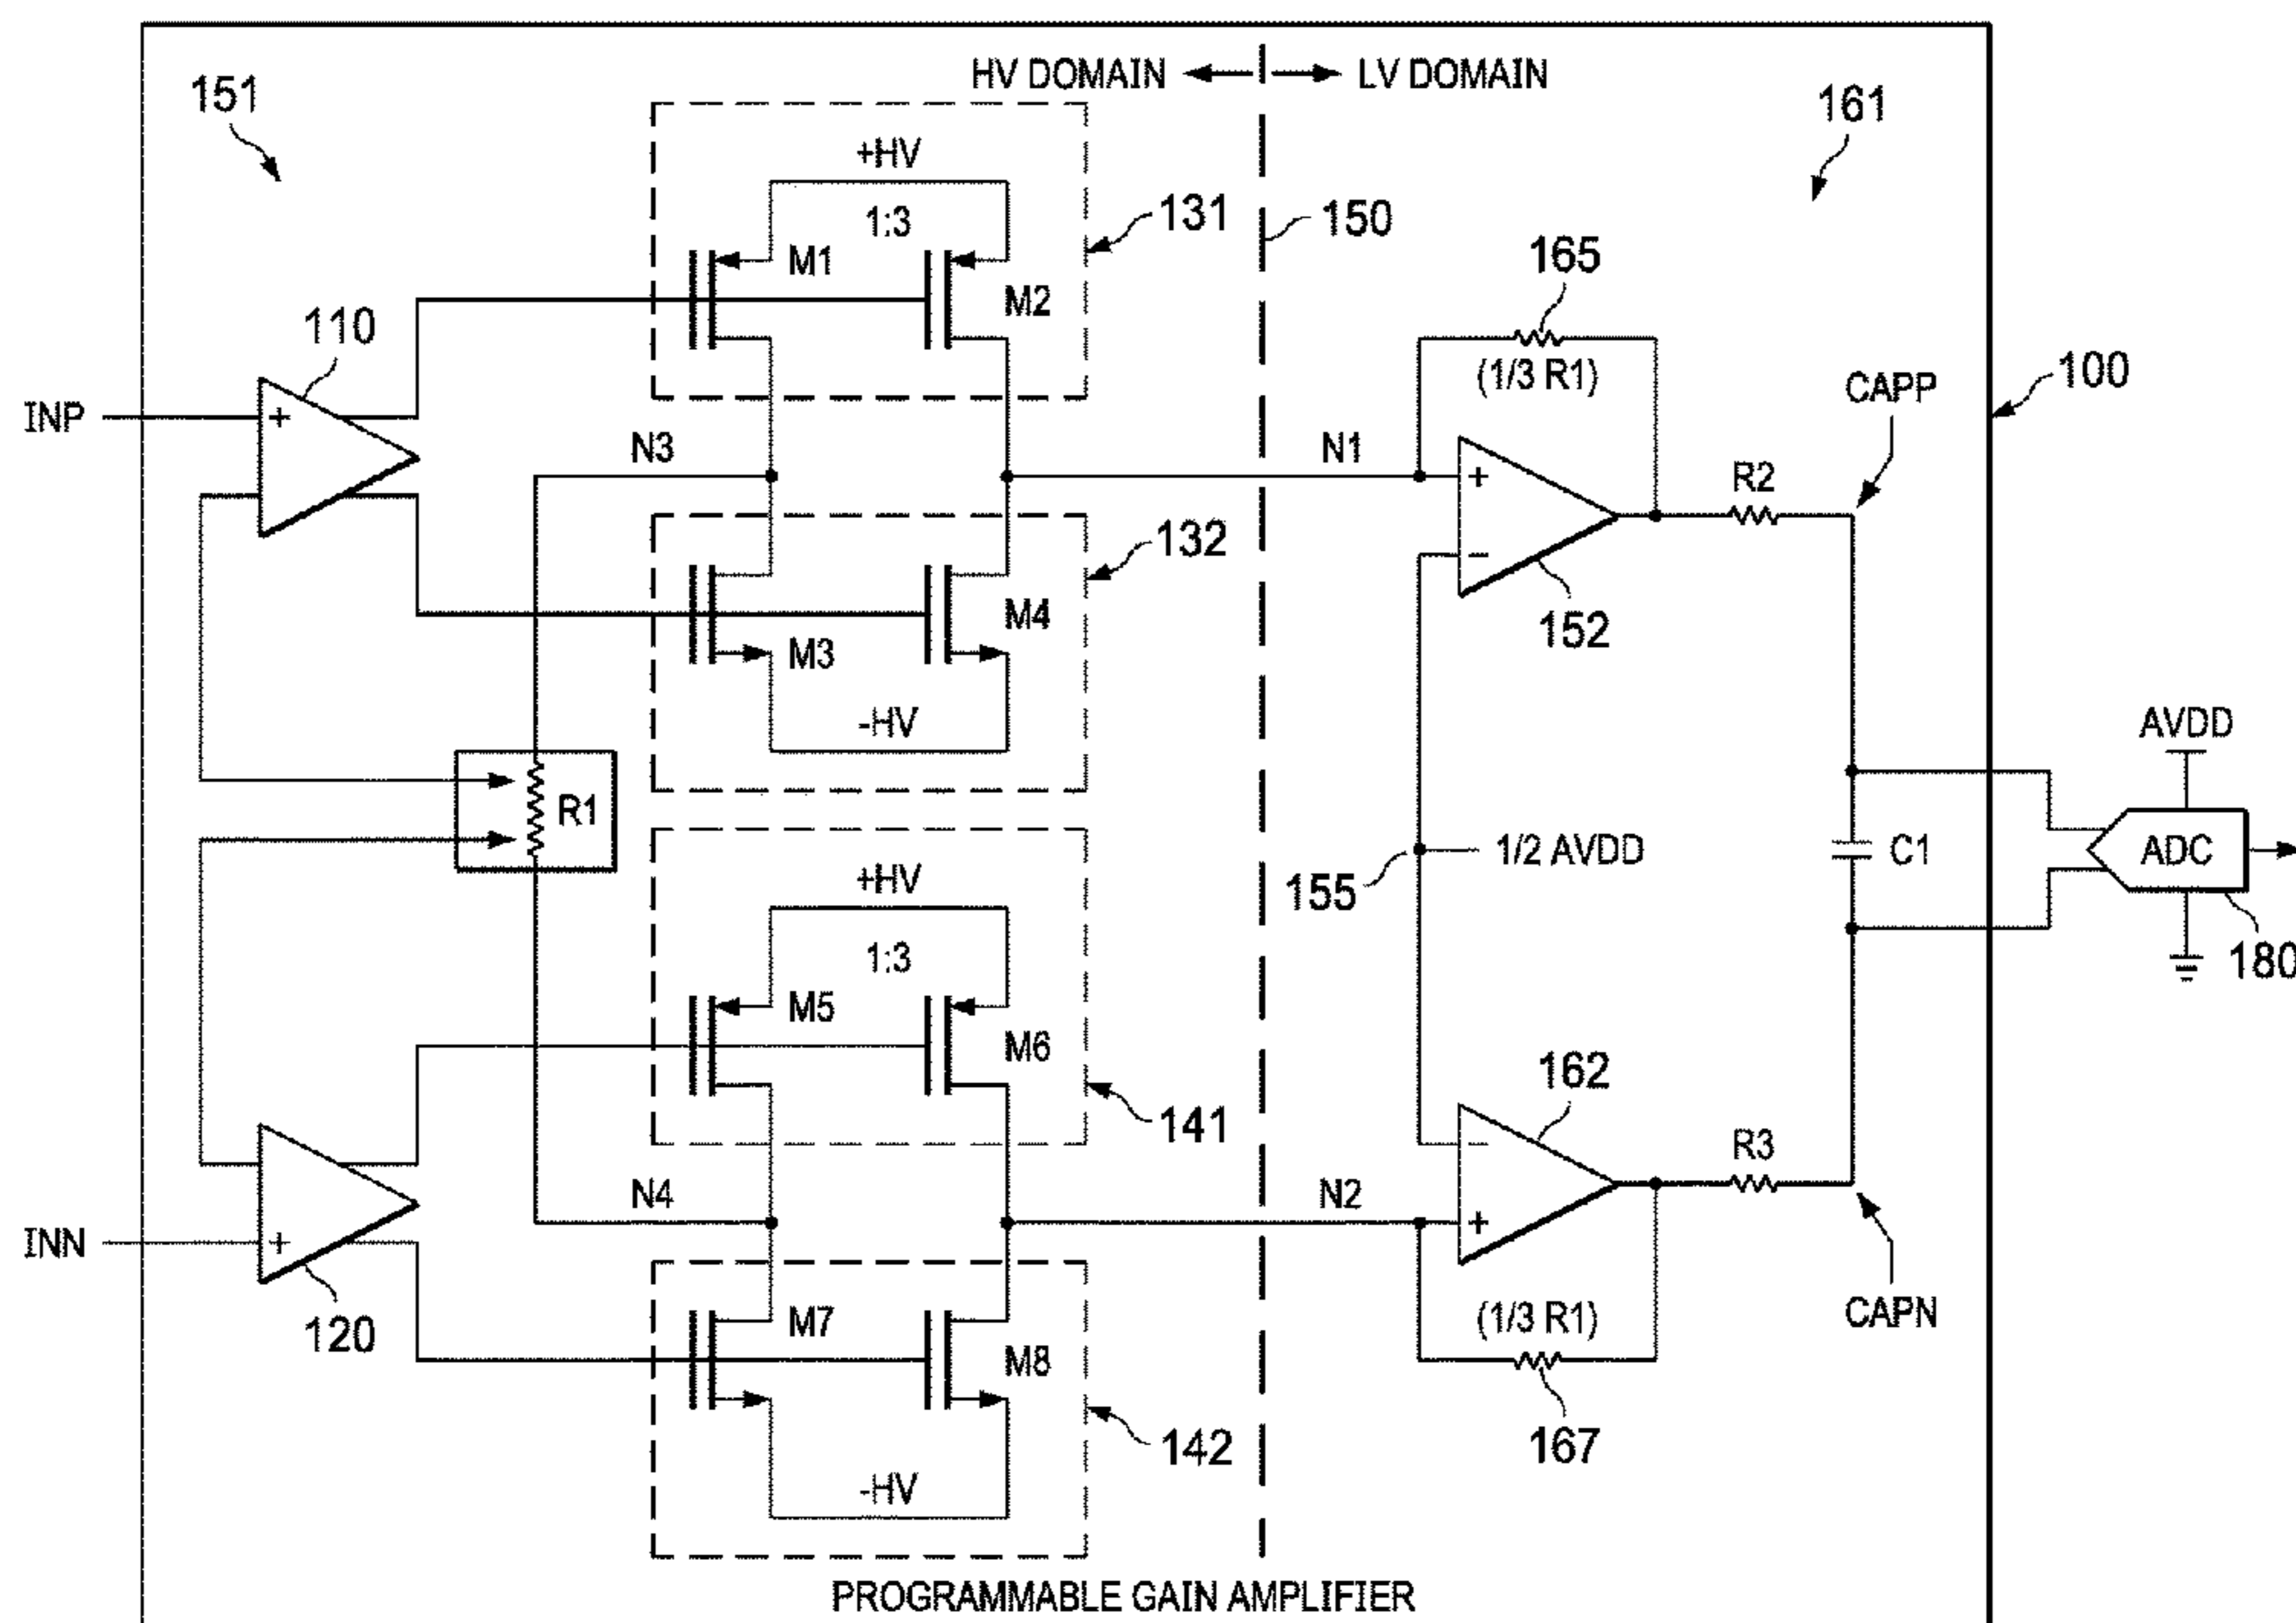 HV DOMAIN LV DOMAIN
151
161
+HV
131
150
1:3
M1
M2
165
110
(1/3 R1)
CAPP
100
INP
+
N3
N1
+
R2
132
-
M3
M4
152
-HV
AVDD
R1
1/2 AVDD
155
C1
ADC
+HV
1:3
180
M5
M6
162
141
-
R3
N4
N2
+
INN
+
120
M7
M8
(1/3 R1)
CAPN
142
167
-HV
PROGRAMMABLE GAIN AMPLIFIER